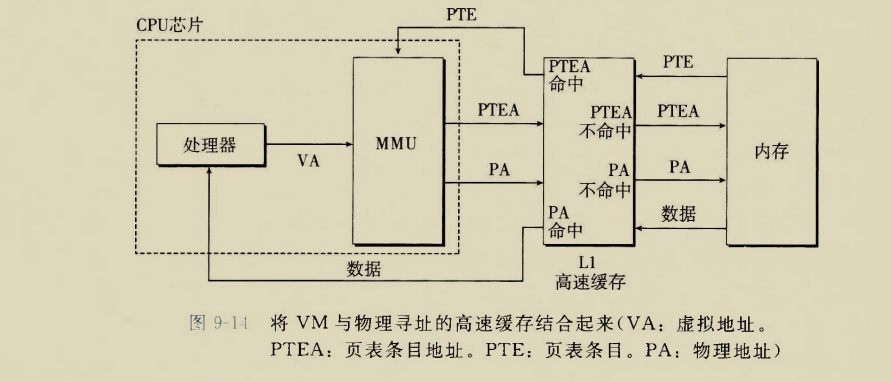 PTE
CPU芯片
PTEA
命中
PTE
PTEA
PTEA
不命中
PTEA
处理器
VA
MMU
内存
PA
PA
不命中
PA
PA
命中
数据
数据
L1
高速缓存
图 9-14 将 VM 与物理寻址的高速缓存结合起来(VA：虚拟地址。
PTEA：页表条目地址。PTE：页表条目。PA：物理地址)